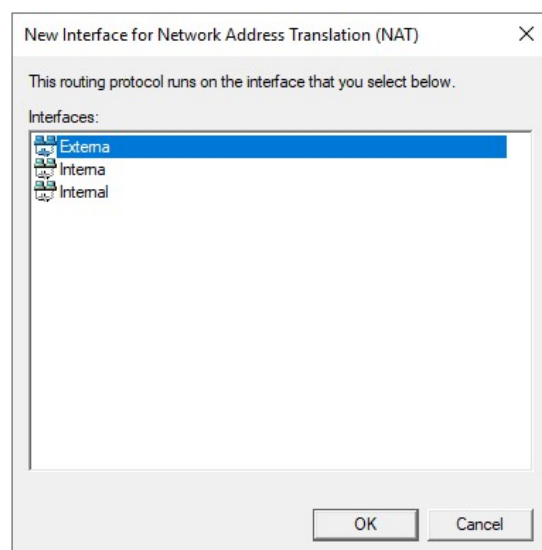 New Interface for Network Address Translation (NAT)
This routing protocol runs on the interface that you select below.
Interfaces:
Externa
Interna
Internal
OK Cancel